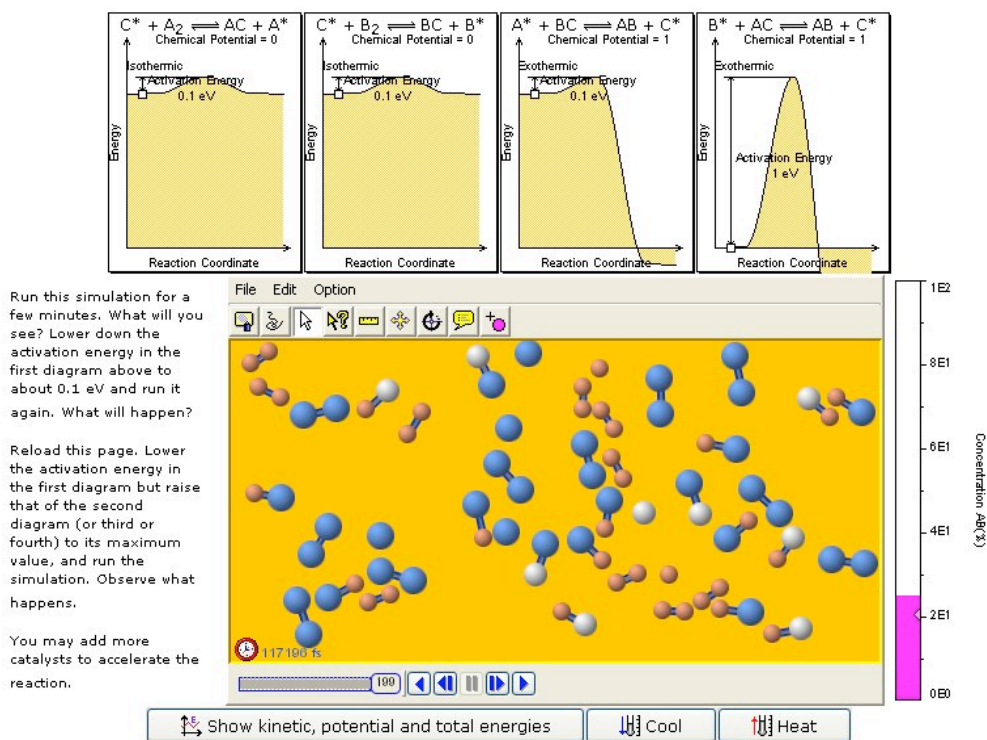 C* + A2 ⇌ AC + A*
Chemical Potential = 0
Isothermic
Activation Energy
0.1 eV
Energy
Reaction Coordinate
C* + B2 ⇌ BC + B*
Chemical Potential = 0
Isothermic
Activation Energy
0.1 eV
Energy
Reaction Coordinate
A* + BC ⇌ AB + C*
Chemical Potential = 1
Exothermic
Activation Energy
0.1 eV
Energy
Reaction Coordinate
B* + AC ⇌ AB + C*
Chemical Potential = 1
Exothermic
Activation Energy
1 eV
Energy
Reaction Coordinate
Run this simulation for a
few minutes. What will you
see? Lower down the
activation energy in the
first diagram above to
about 0.1 eV and run it
again. What will happen?
Reload this page. Lower
the activation energy in
the first diagram but raise
that of the second
diagram (or third or
fourth) to its maximum
value, and run the
simulation. Observe what
happens.
You may add more
catalysts to accelerate the
reaction.
File Edit Option
117196 fs
199
1E2
8E1
6E1
4E1
2E1
0E0
Concentration AB(%)
Show kinetic, potential and total energies
Cool
Heat